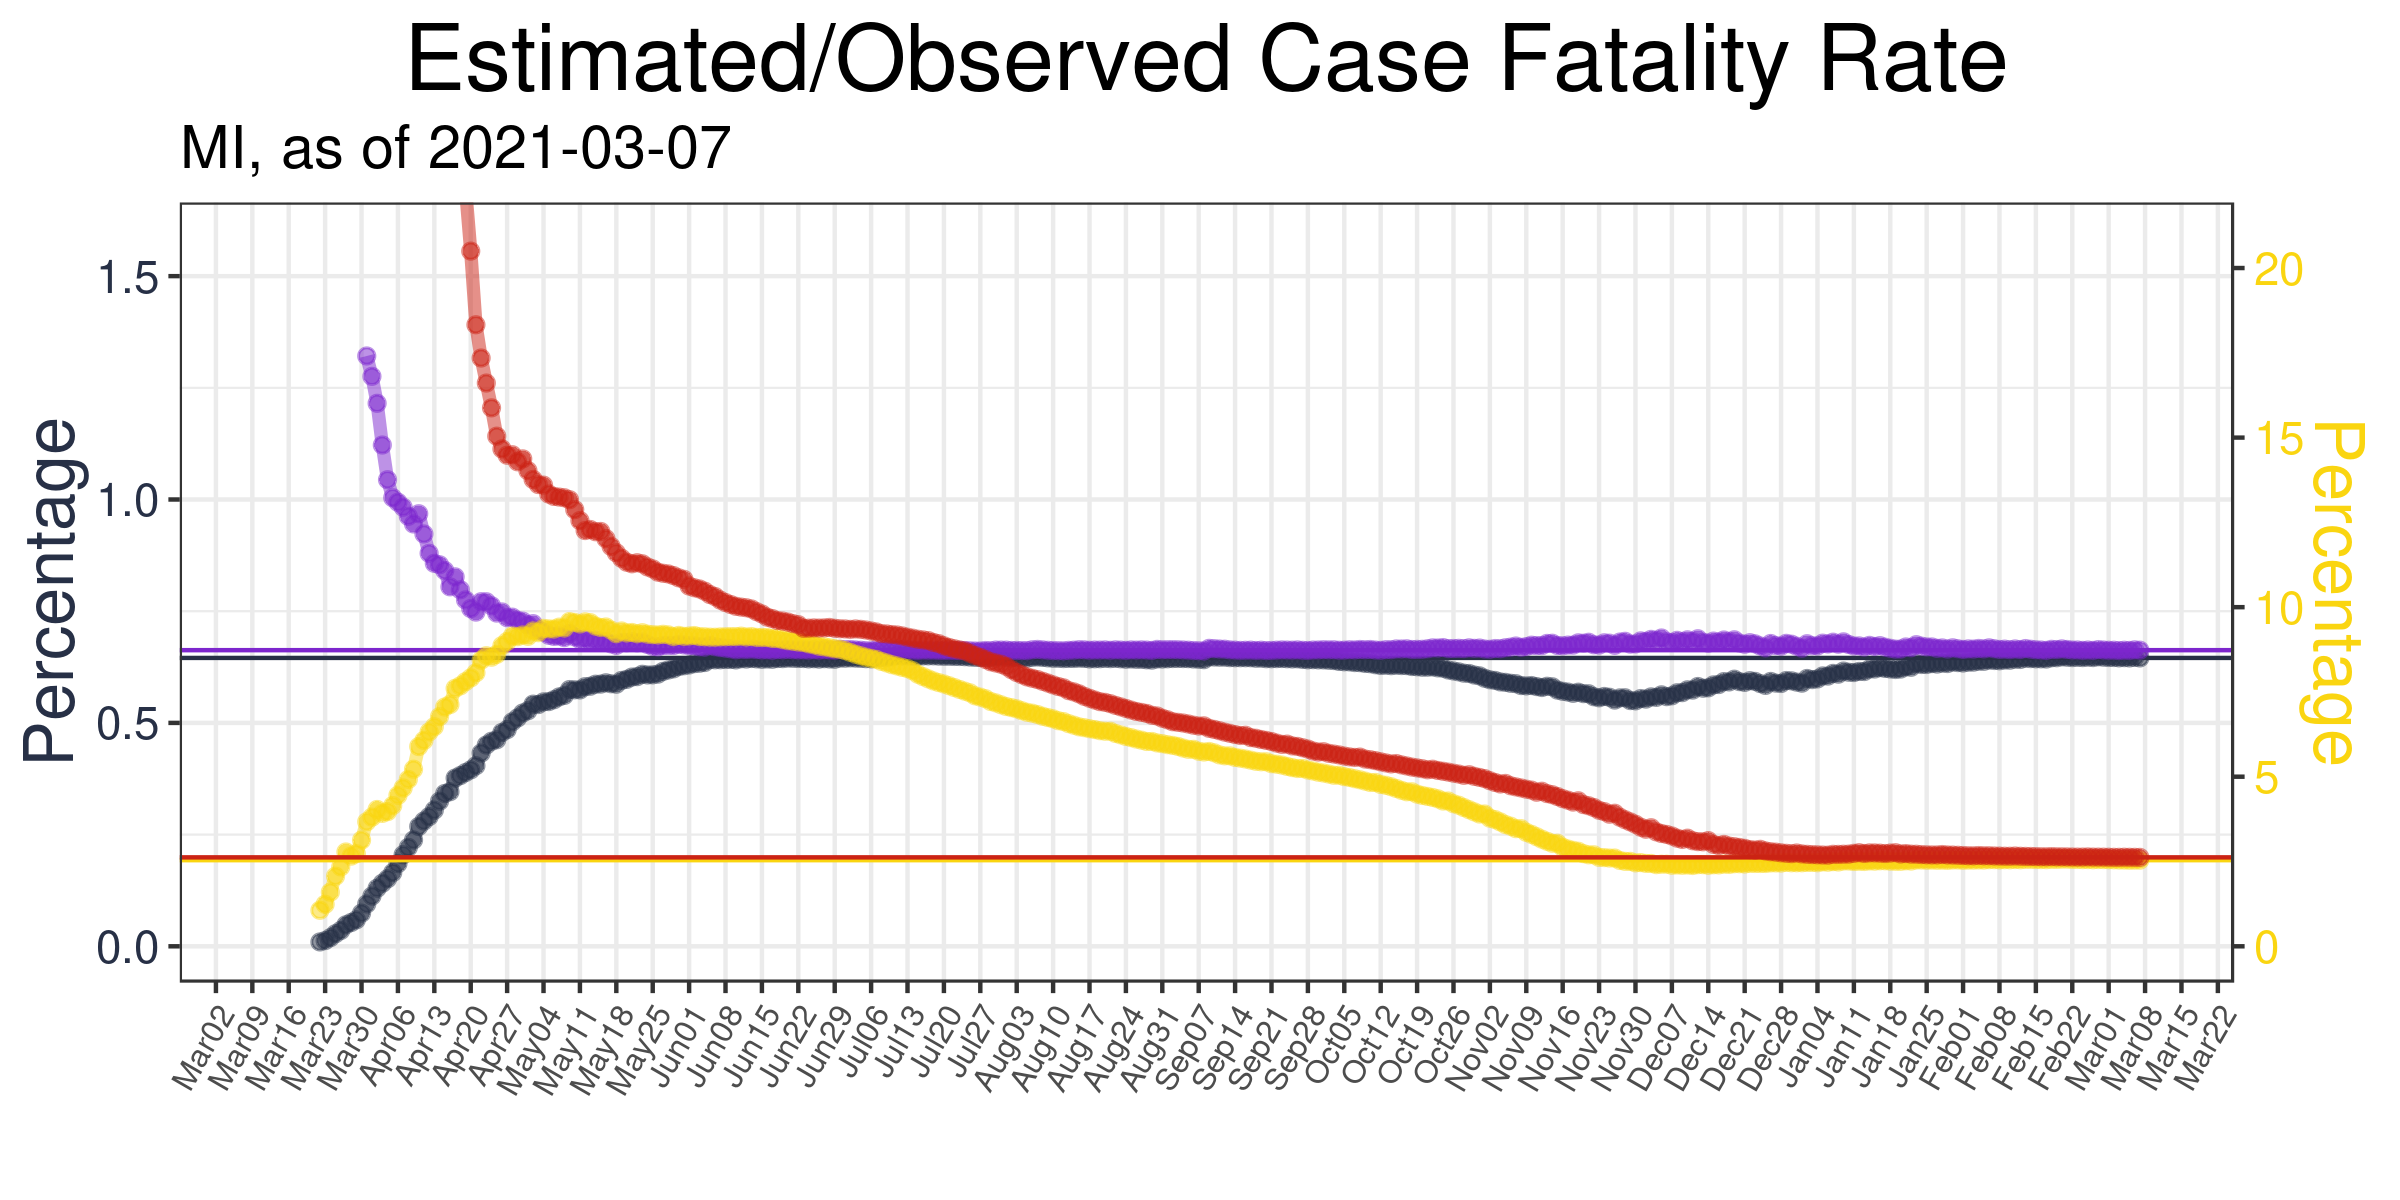 Estimated/Observed Case Fatality Rate
MI, as of 2021-03-07
Percentage
1.5
1.0
0.5
0.0
20
15
10
5
0
Percentage
Mar02
Mar09
Mar16
Mar23
Mar30
Apr06
Apr13
Apr20
Apr27
May04
May11
May18
May25
Jun01
Jun08
Jun15
Jun22
Jun29
Jul06
Jul13
Jul20
Jul27
Aug03
Aug10
Aug17
Aug24
Aug31
Sep07
Sep14
Sep21
Sep28
Oct05
Oct12
Oct19
Oct26
Nov02
Nov09
Nov16
Nov23
Nov30
Dec07
Dec14
Dec21
Dec28
Jan04
Jan11
Jan18
Jan25
Feb01
Feb08
Feb15
Feb22
Mar01
Mar08
Mar15
Mar22